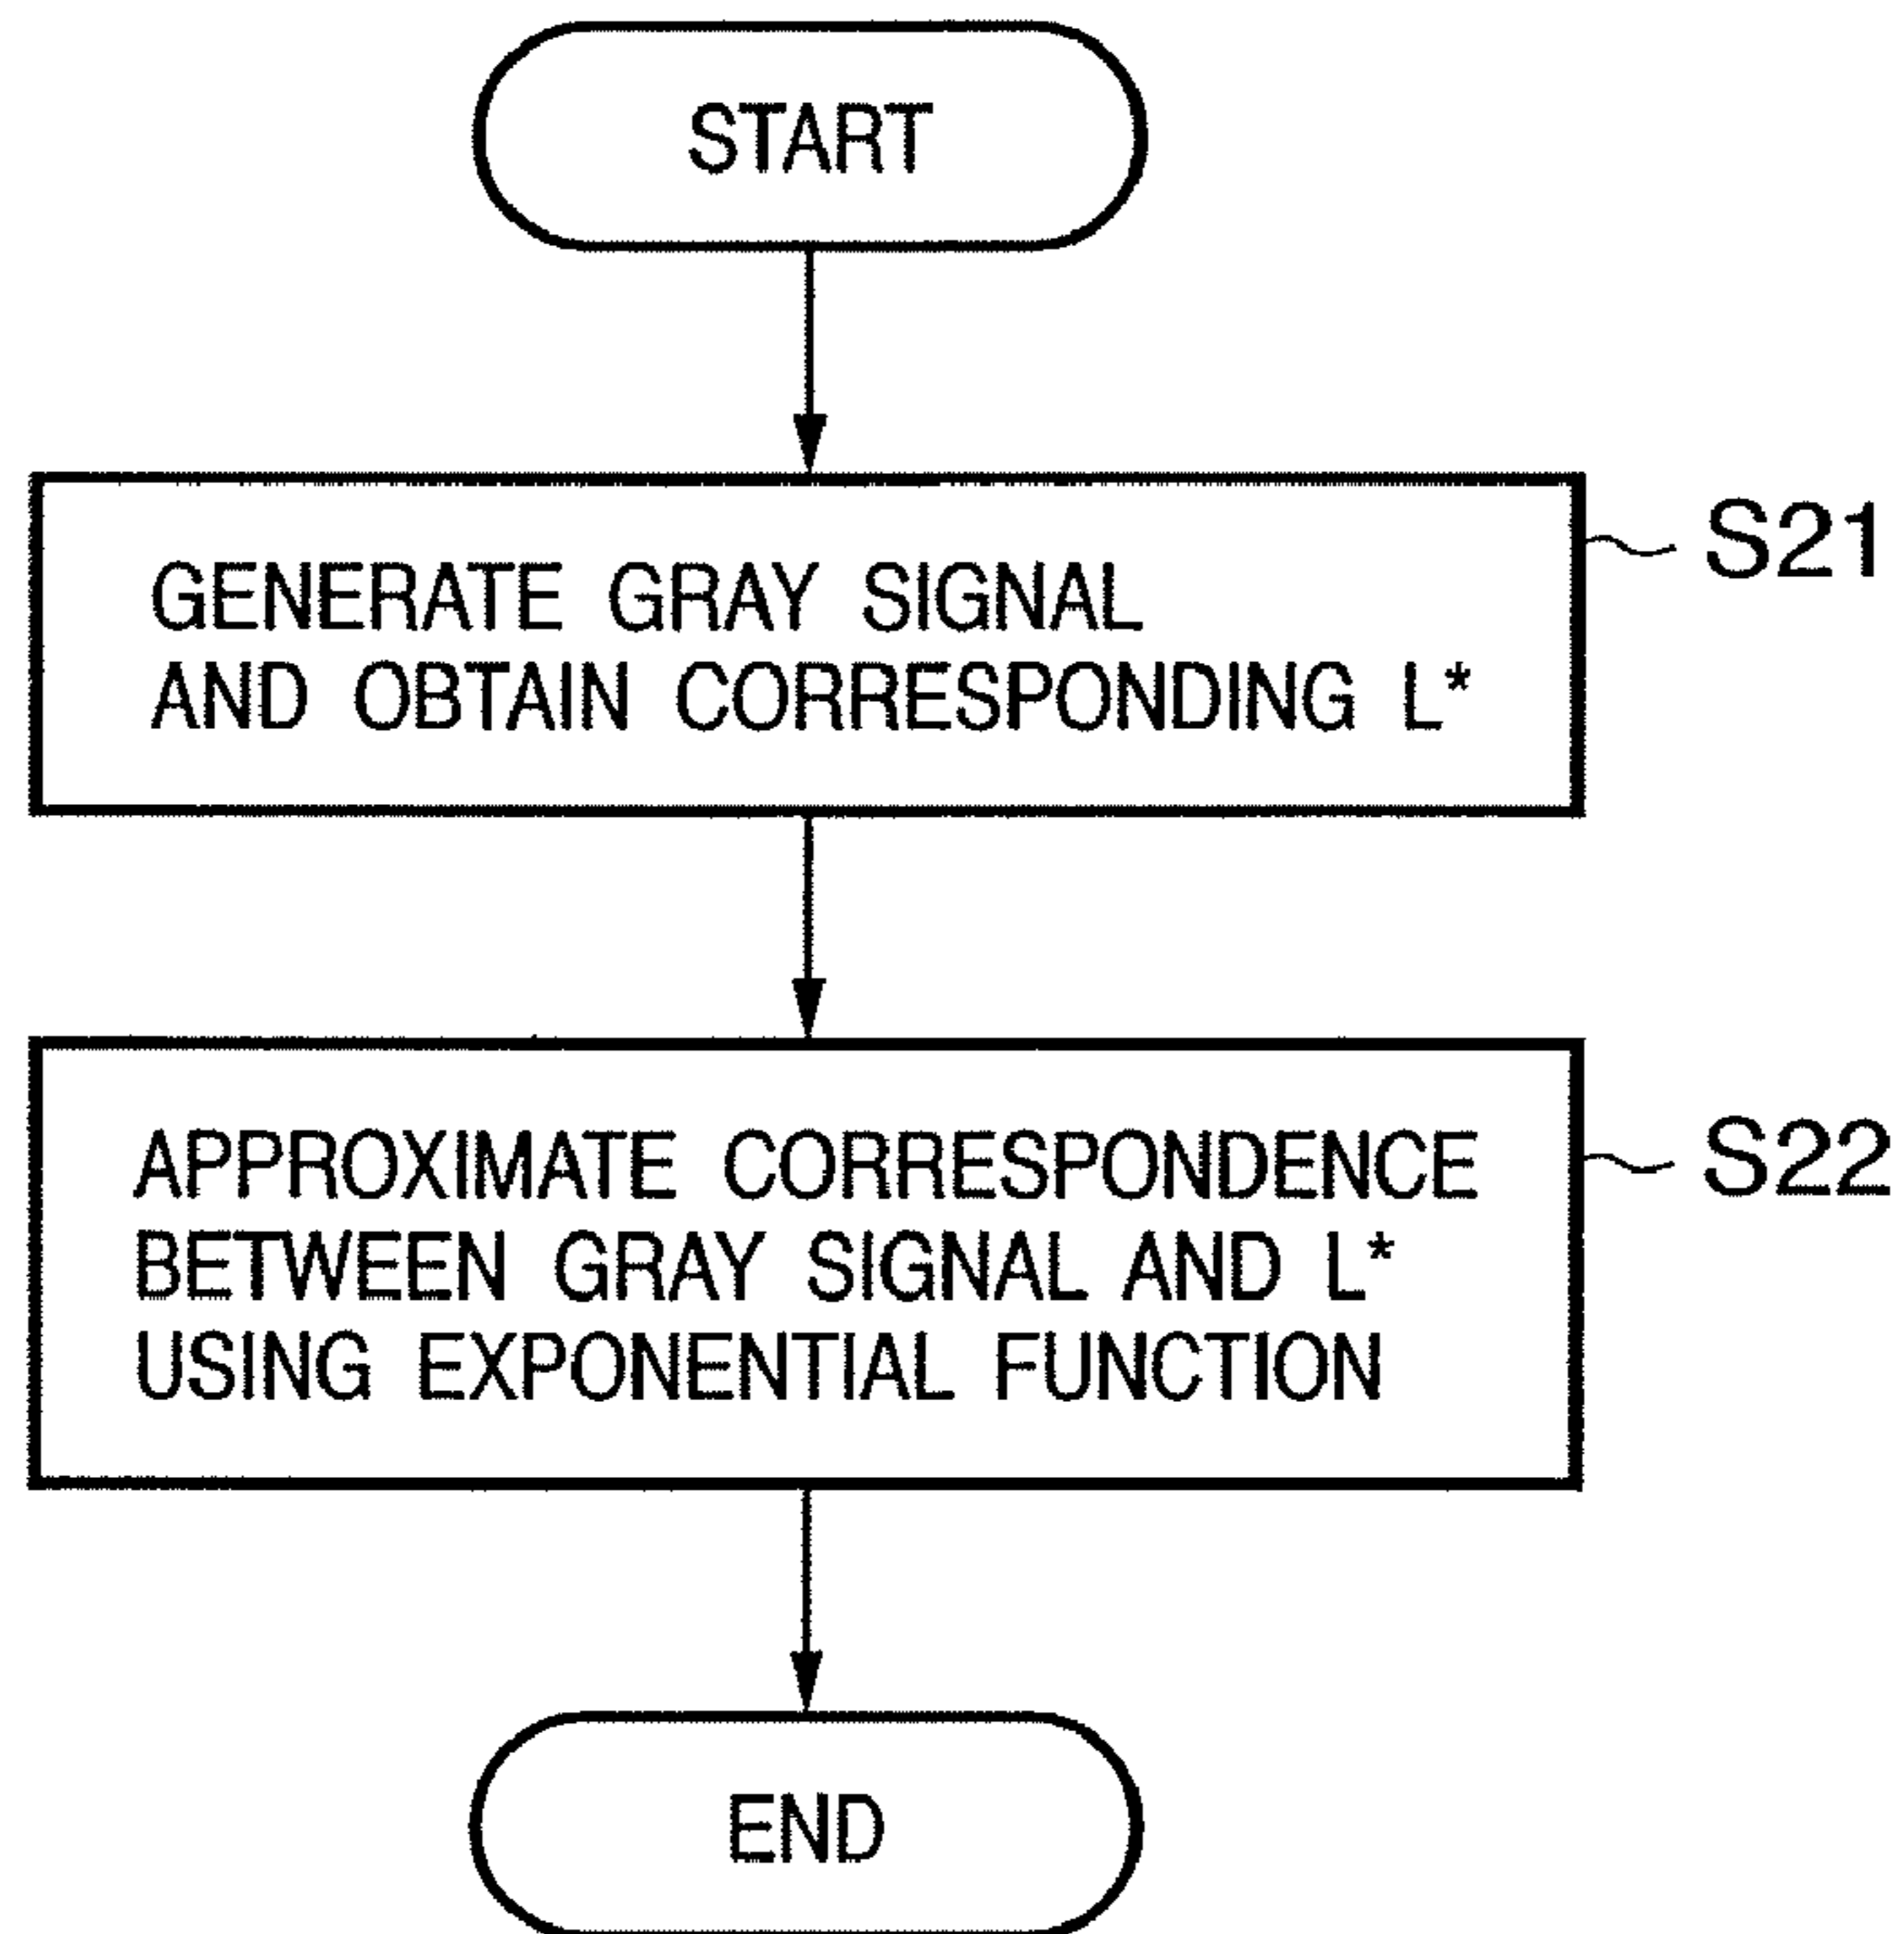 START
GENERATE GRAY SIGNAL
AND OBTAIN CORRESPONDING L*
S21
APPROXIMATE CORRESPONDENCE
BETWEEN GRAY SIGNAL AND L*
USING EXPONENTIAL FUNCTION
S22
END